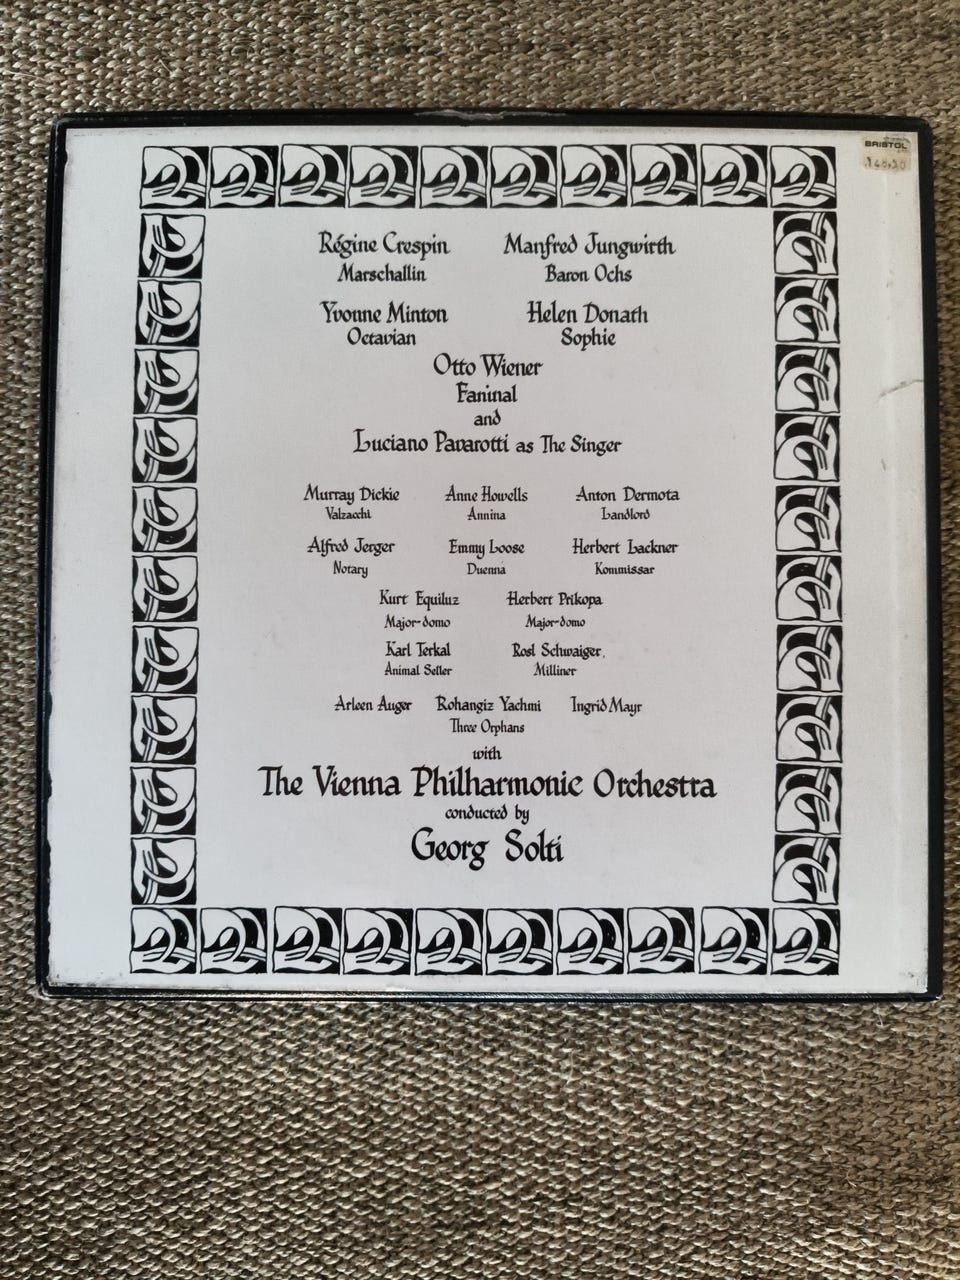 BRISTOL
Régine Crespin Manfred Jungwirth
Marschallin Baron Ochs
Yvonne Minton Helen Donath
Octavian Sophie
Otto Wiener
Faninal
and
Luciano Pavarotti as The Singer
Murray Dickie Anne Howells Anton Dermota
Valzacchi Annina Landlord
Alfred Jerger Emmy Loose Herbert Lackner
Notary Duenna Kommissar
Kurt Equiluz Herbert Prikopa
Major-domo Major-domo
Karl Terkal Rosl Schwaiger
Animal Seller Milliner
Arleen Auger Rohangiz Yachmi Ingrid Mayr
Three Orphans
with
The Vienna Philharmonic Orchestra
conducted by
Georg Solti